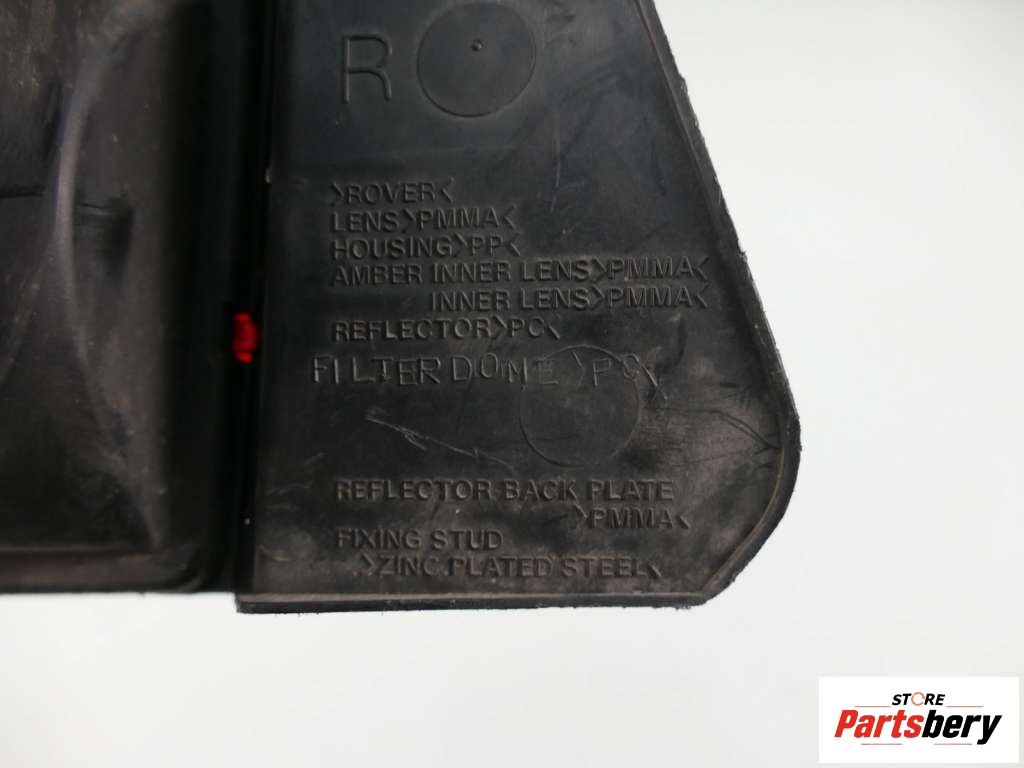 R
>ROVER<
LENS>PMMA<
HOUSING>PP<
AMBER INNER LENS>PMMA<
INNER LENS>PMMA<
REFLECTOR>PC<
FILTER DOME >PC<
REFLECTOR BACK PLATE
>PMMA<
FIXING STUD
>ZINC.PLATED STEEL<
STORE
Partsbery